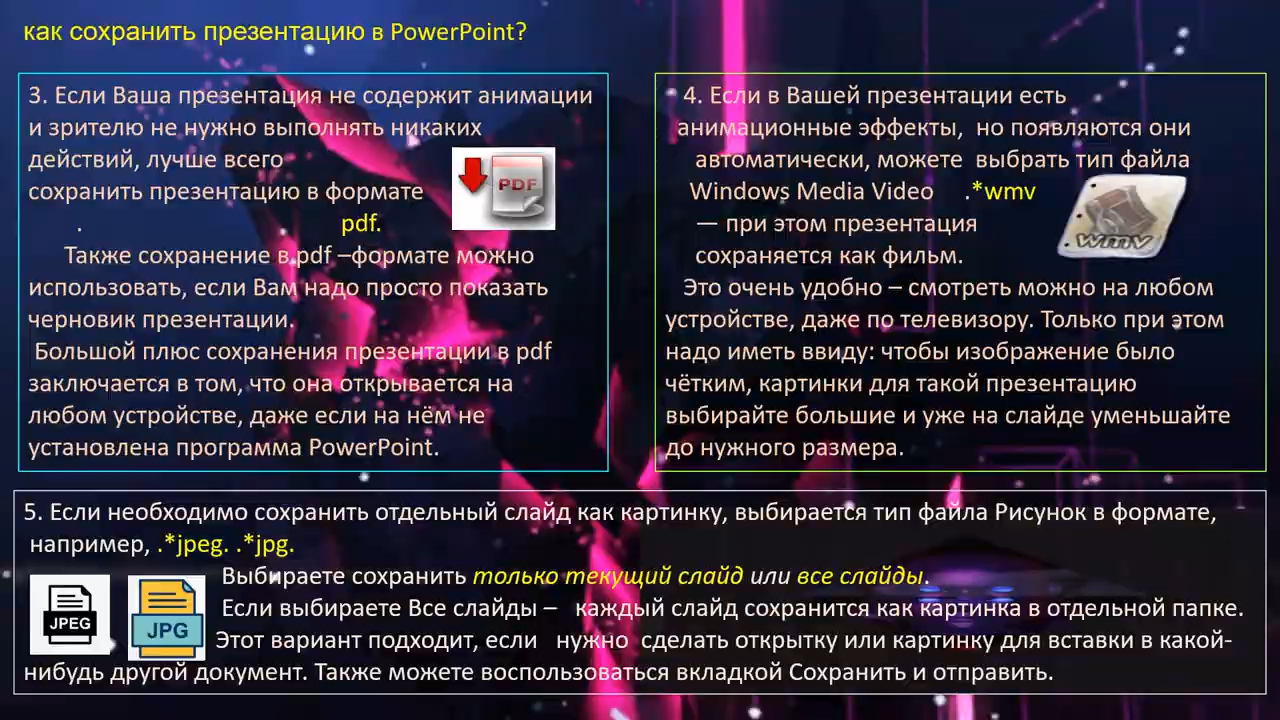 как сохранить презентацию в PowerPoint?
3. Если Ваша презентация не содержит анимации
и зрителю не нужно выполнять никаких
действий, лучше всего
сохранить презентацию в формате
. pdf.
Также сохранение в pdf –формате можно
использовать, если Вам надо просто показать
черновик презентации.
Большой плюс сохранения презентации в pdf
заключается в том, что она открывается на
любом устройстве, даже если на нём не
установлена программа PowerPoint.
PDF
4. Если в Вашей презентации есть
анимационные эффекты, но появляются они
автоматически, можете выбрать тип файла
Windows Media Video .*wmv
— при этом презентация
сохраняется как фильм.
Это очень удобно – смотреть можно на любом
устройстве, даже по телевизору. Только при этом
надо иметь ввиду: чтобы изображение было
чётким, картинки для такой презентацию
выбирайте большие и уже на слайде уменьшайте
до нужного размера.
wmv
5. Если необходимо сохранить отдельный слайд как картинку, выбирается тип файла Рисунок в формате,
например, .*jpeg. .*jpg.
Выбираете сохранить только текущий слайд или все слайды.
Если выбираете Все слайды – каждый слайд сохранится как картинка в отдельной папке.
Этот вариант подходит, если нужно сделать открытку или картинку для вставки в какой-
нибудь другой документ. Также можете воспользоваться вкладкой Сохранить и отправить.
JPEG
JPG